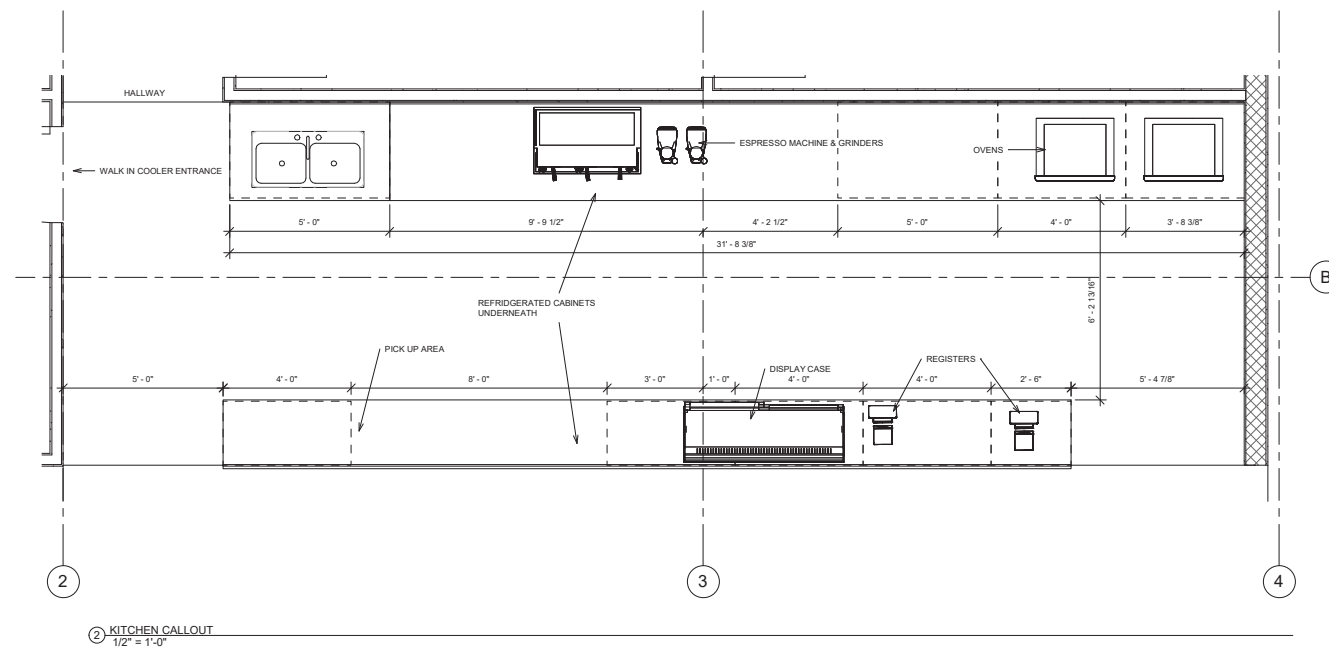 HALLWAY
WALK IN COOLER ENTRANCE
ESPRESSO MACHINE & GRINDERS
OVENS
5' - 0"
9' - 9 1/2"
4' - 2 1/2"
5' - 0"
4' - 0"
3' - 8 3/8"
31' - 8 3/8"
B
6' - 2 13/16"
REFRIDGERATED CABINETS
UNDERNEATH
PICK UP AREA
DISPLAY CASE
REGISTERS
5' - 0"
4' - 0"
8' - 0"
3' - 0"
1' - 0"
4' - 0"
4' - 0"
2' - 6"
5' - 4 7/8"
2
3
4
2
KITCHEN CALLOUT
1/2" = 1'-0"